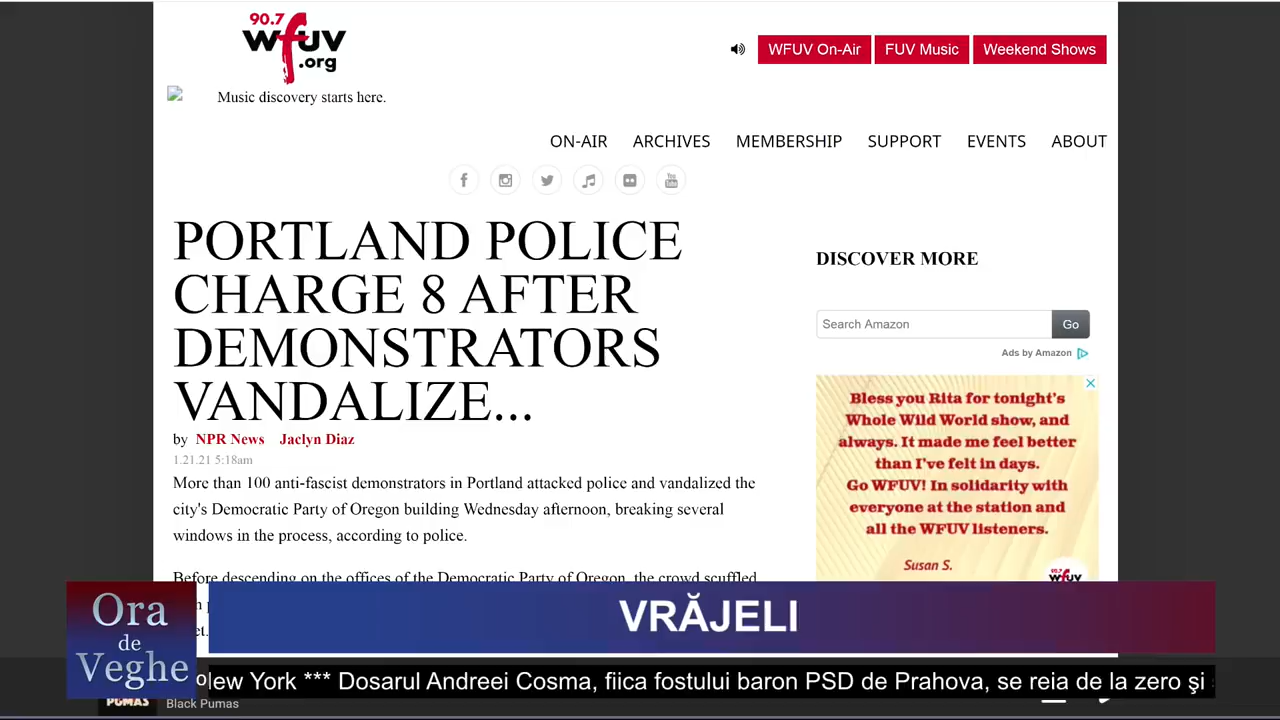 90.7
wfuv
.org
WFUV On-Air
FUV Music
Weekend Shows
Music discovery starts here.
ON-AIR
ARCHIVES
MEMBERSHIP
SUPPORT
EVENTS
ABOUT
You
Tube
PORTLAND POLICE
CHARGE 8 AFTER
DEMONSTRATORS
VANDALIZE...
by NPR News Jaclyn Diaz
1.21.21 5:18am
More than 100 anti-fascist demonstrators in Portland attacked police and vandalized the
city's Democratic Party of Oregon building Wednesday afternoon, breaking several
windows in the process, according to police.
Before descending on the offices of the Democratic Party of Oregon, the crowd scuffled
DISCOVER MORE
Search Amazon
Go
Ads by Amazon
Bless you Rita for tonight's
Whole Wild World show, and
always. It made me feel better
than I've felt in days.
Go WFUV! In solidarity with
everyone at the station and
all the WFUV listeners.
Susan S.
90.7
wfuv
Ora
de
Veghe
VRĂJELI
York *** Dosarul Andreei Cosma, fiica fostului baron PSD de Prahova, se reia de la zero şi
PUMAS
Black Pumas